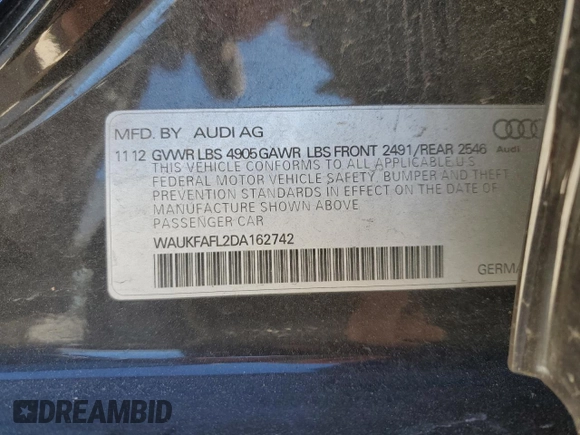 MFD. BY AUDI AG
11 12 GVWR LBS 4905 GAWR LBS FRONT 2491/REAR 2546
Audi
THIS VEHICLE CONFORMS TO ALL APPLICABLE U.S.
FEDERAL MOTOR VEHICLE SAFETY, BUMPER AND THEFT
PREVENTION STANDARDS IN EFFECT ON THE DATE OF
MANUFACTURE SHOWN ABOVE
PASSENGER CAR
WAUKFAFL2DA162742
GERMA
DREAMBID